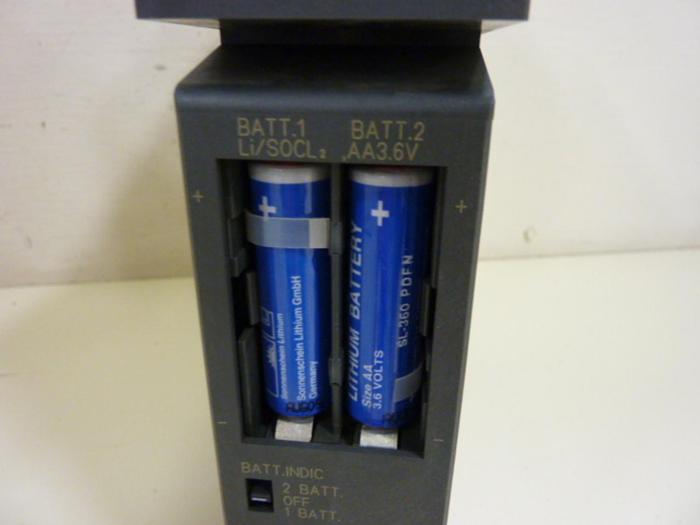 BATT.1 BATT.2
Li/SOCL₂ AA3.6V
+ +
+
Sonnenschein Lithium
Sonnenschein Lithium GmbH
Germany
+
LITHIUM BATTERY
Size AA
3.6 VOLTS
SL-360 PDFN
- -
BATT.INDIC
2 BATT.
OFF
1 BATT.